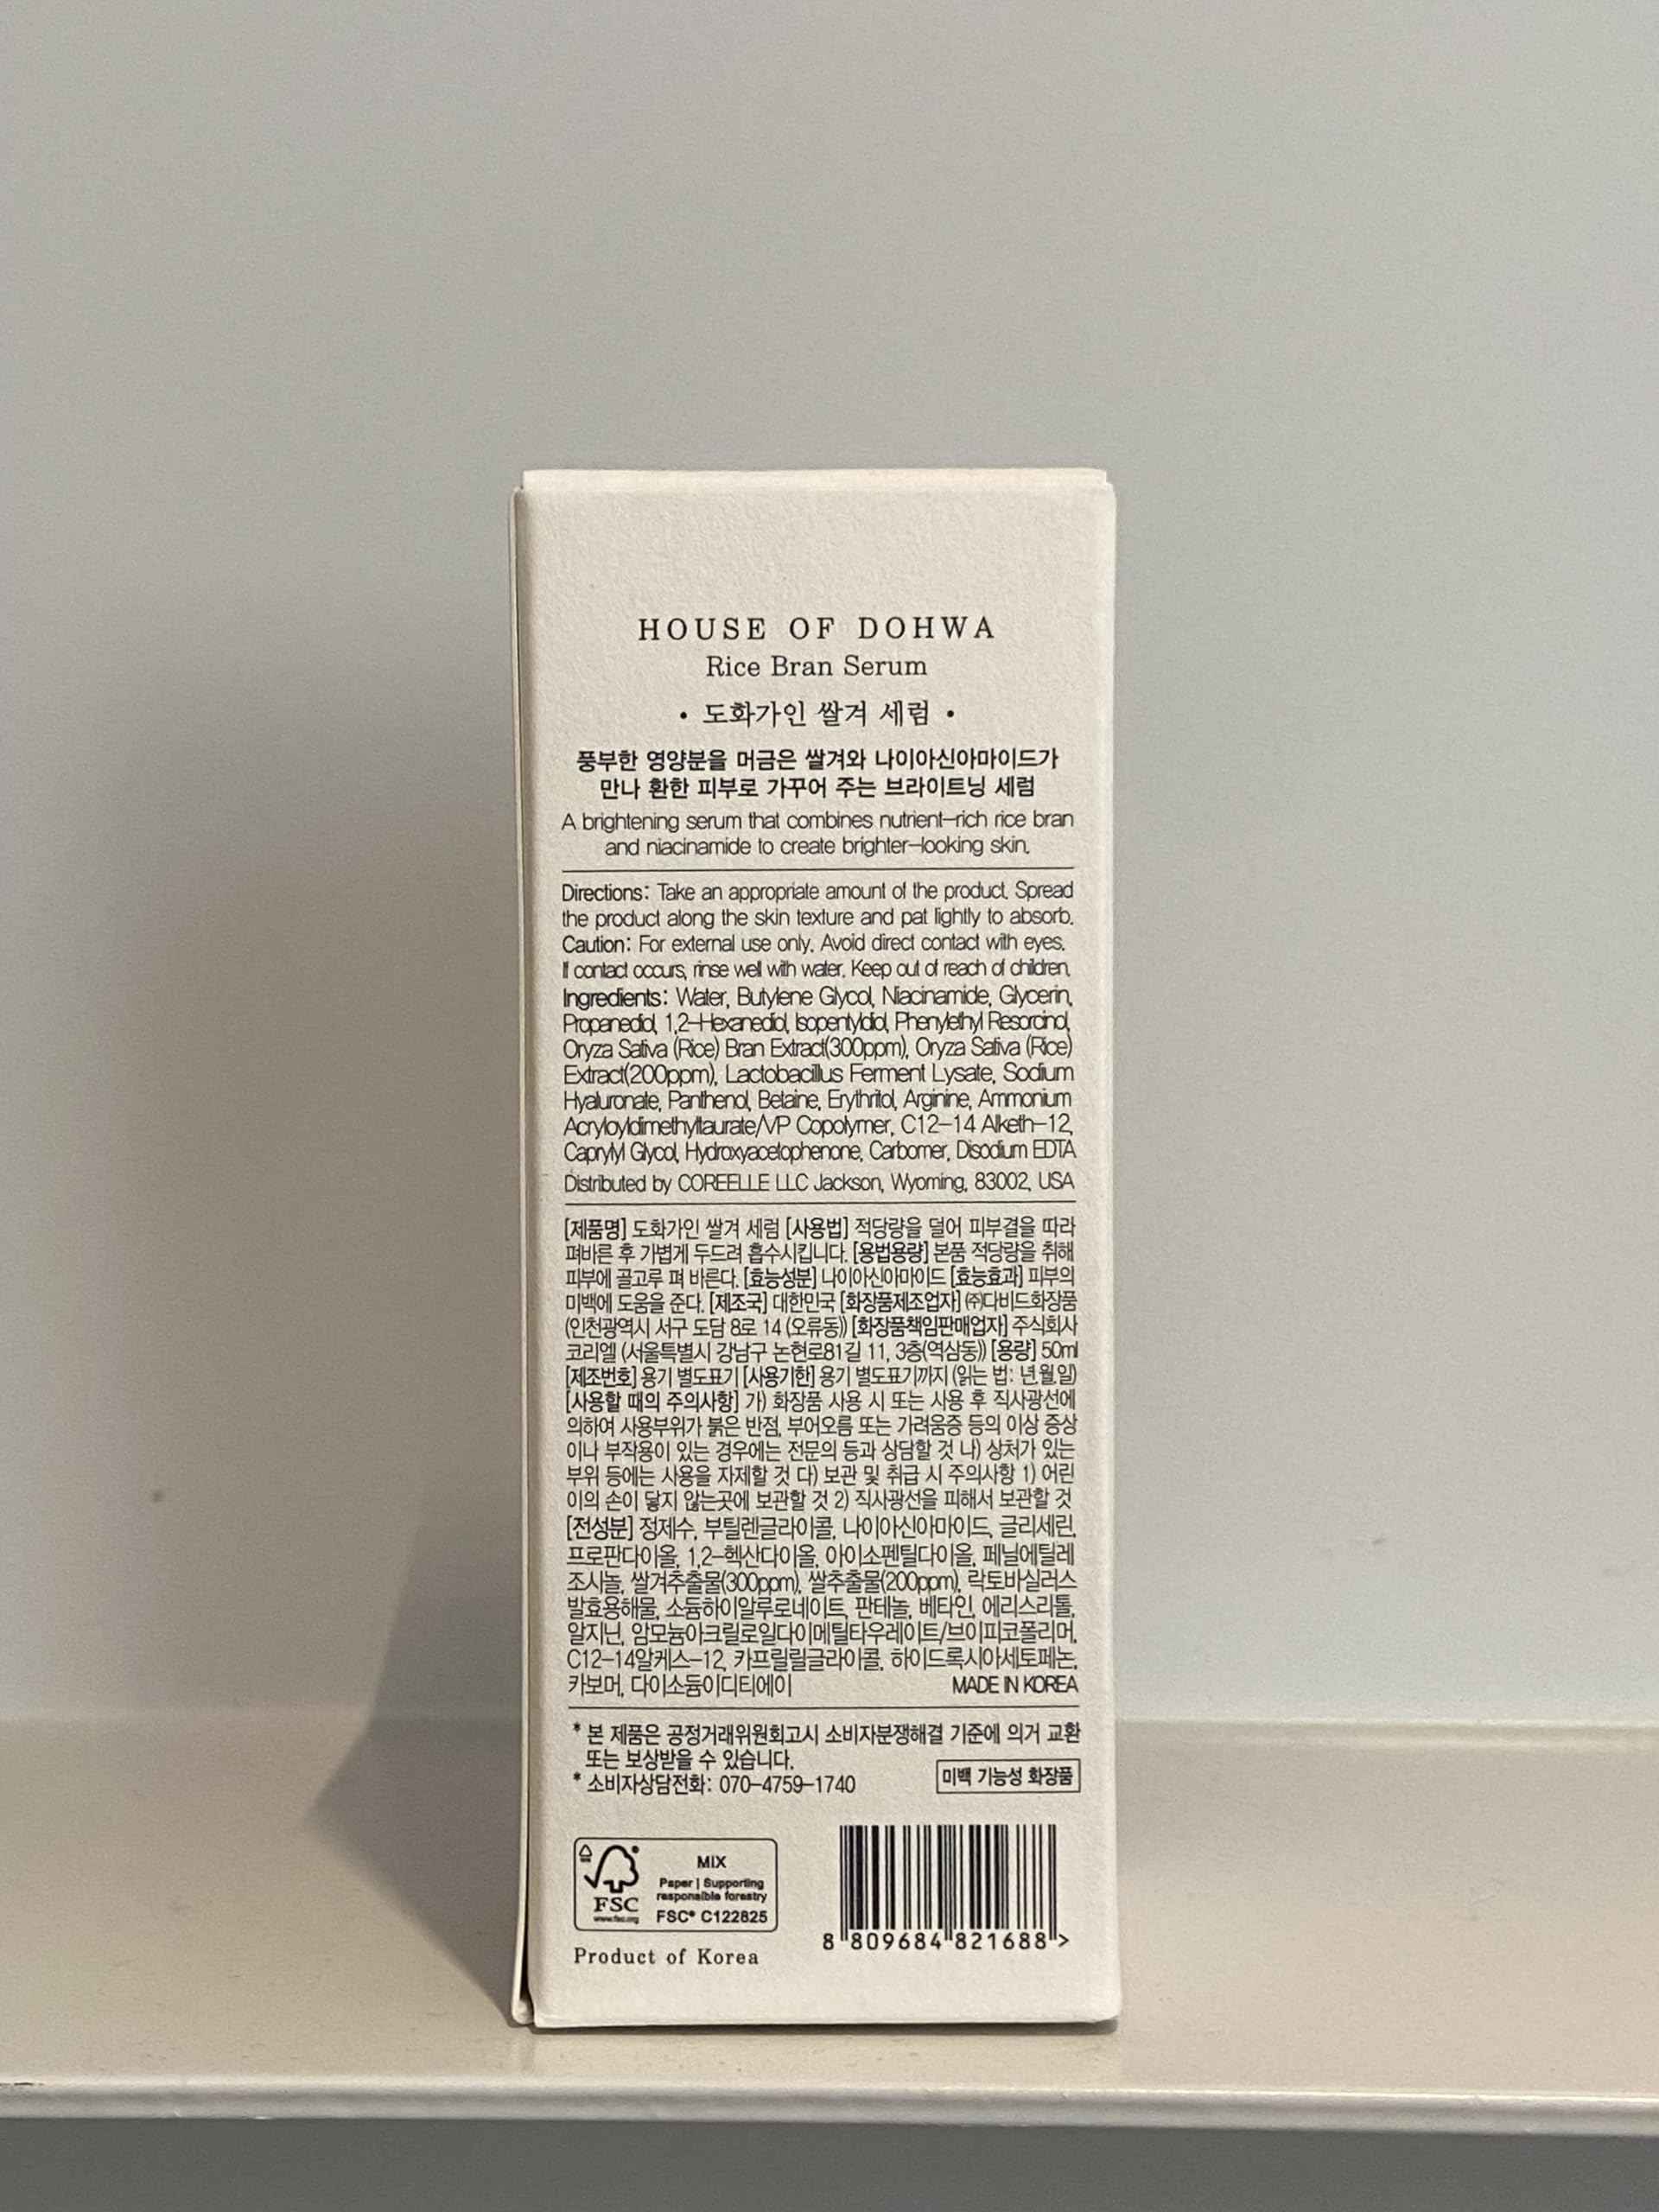 HOUSE OF DOHWA
Rice Bran Serum
• 도화가인 쌀겨 세럼 •
풍부한 영양분을 머금은 쌀겨와 나이아신아마이드가
만나 환한 피부로 가꾸어 주는 브라이트닝 세럼
A brightening serum that combines nutrient-rich rice bran
and niacinamide to create brighter-looking skin.
Directions: Take an appropriate amount of the product. Spread
the product along the skin texture and pat lightly to absorb.
Caution: For external use only. Avoid direct contact with eyes.
If contact occurs, rinse well with water. Keep out of reach of children.
Ingredients: Water, Butylene Glycol, Niacinamide, Glycerin,
Propanediol, 1,2-Hexanediol, Isopentyldiol, Phenylethyl Resorcinol,
Oryza Sativa (Rice) Bran Extract(300ppm), Oryza Sativa (Rice)
Extract(200ppm), Lactobacillus Ferment Lysate, Sodium
Hyaluronate, Panthenol, Betaine, Erythritol, Arginine, Ammonium
Acryloyldimethyltaurate/VP Copolymer, C12-14 Alketh-12,
Caprylyl Glycol, Hydroxyacetophenone, Carbomer, Disodium EDTA
Distributed by COREELLE LLC Jackson, Wyoming, 83002, USA
[제품명] 도화가인 쌀겨 세럼 [사용법] 적당량을 덜어 피부결을 따라
펴바른 후 가볍게 두드려 흡수시킵니다. [용법용량] 본품 적당량을 취해
피부에 골고루 펴 바른다. [효능성분] 나이아신아마이드 [효능효과] 피부의
미백에 도움을 준다. [제조국] 대한민국 [화장품제조업자] ㈜다비드화장품
(인천광역시 서구 도담 8로 14 (오류동)) [화장품책임판매업자] 주식회사
코리엘 (서울특별시 강남구 논현로81길 11, 3층(역삼동)) [용량] 50ml
[제조번호] 용기 별도표기 [사용기한] 용기 별도표기까지 (읽는 법: 년.월.일)
[사용할 때의 주의사항] 가) 화장품 사용 시 또는 사용 후 직사광선에
의하여 사용부위가 붉은 반점, 부어오름 또는 가려움증 등의 이상 증상
이나 부작용이 있는 경우에는 전문의 등과 상담할 것 나) 상처가 있는
부위 등에는 사용을 자제할 것 다) 보관 및 취급 시 주의사항 1) 어린
이의 손이 닿지 않는곳에 보관할 것 2) 직사광선을 피해서 보관할 것
[전성분] 정제수, 부틸렌글라이콜, 나이아신아마이드, 글리세린,
프로판다이올, 1,2-헥산다이올, 아이소펜틸다이올, 페닐에틸레
조시놀, 쌀겨추출물(300ppm), 쌀추출물(200ppm), 락토바실러스
발효용해물, 소듐하이알루로네이트, 판테놀, 베타인, 에리스리톨,
알지닌, 암모늄아크릴로일다이메틸타우레이트/브이피코폴리머,
C12-14알케스-12, 카프릴릴글라이콜, 하이드록시아세토페논,
카보머, 다이소듐이디티에이 MADE IN KOREA
* 본 제품은 공정거래위원회고시 소비자분쟁해결 기준에 의거 교환
또는 보상받을 수 있습니다.
* 소비자상담전화: 070-4759-1740
미백 기능성 화장품
MIX
Paper | Supporting
responsible forestry
FSC® C122825
FSC
www.fsc.org
Product of Korea
8 809684 821688 >